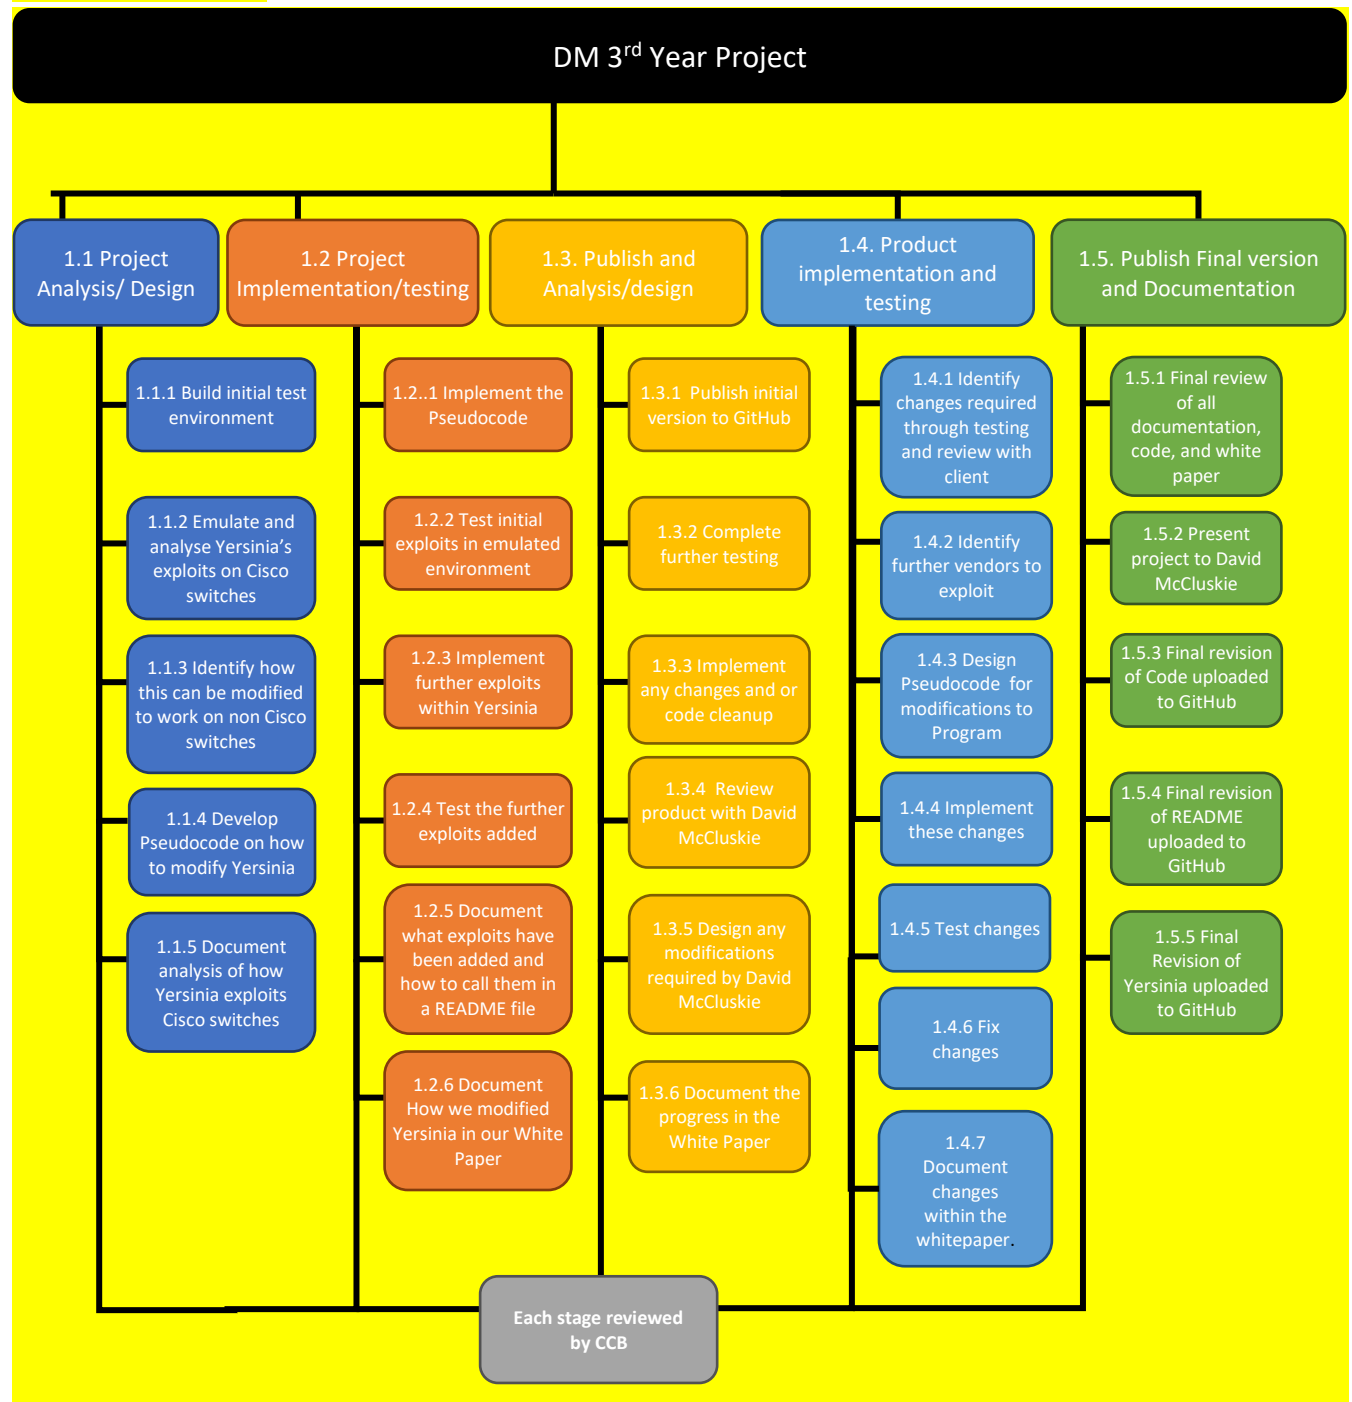 DM 3rd Year Project
1.1 Project
Analysis/ Design
1.1.1 Build initial test
environment
1.1.2 Emulate and
analyse Yersinia’s
exploits on Cisco
switches
1.1.3 Identify how
this can be modified
to work on non Cisco
switches
1.1.4 Develop
Pseudocode on how
to modify Yersinia
1.1.5 Document
analysis of how
Yersinia exploits
Cisco switches
1.2 Project
Implementation/testing
1.2..1 Implement the
Pseudocode
1.2.2 Test initial
exploits in emulated
environment
1.2.3 Implement
further exploits
within Yersinia
1.2.4 Test the further
exploits added
1.2.5 Document
what exploits have
been added and
how to call them in
a README file
1.2.6 Document
How we modified
Yersinia in our White
Paper
1.3. Publish and
Analysis/design
1.3.1  Publish initial
version to GitHub
1.3.2 Complete
further testing
1.3.3 Implement
any changes and or
code cleanup
1.3.4  Review
product with David
McCluskie
1.3.5 Design any
modifications
required by David
McCluskie
1.3.6 Document the
progress in the
White Paper
1.4. Product
implementation and
testing
1.4.1 Identify
changes required
through testing
and review with
client
1.4.2 Identify
further vendors to
exploit
1.4.3 Design
Pseudocode  for
modifications to
Program
1.4.4 Implement
these changes
1.4.5 Test changes
1.4.6 Fix
changes
1.4.7
Document
changes
within the
whitepaper.
1.5. Publish Final version
and Documentation
1.5.1 Final review
of all
documentation,
code, and white
paper
1.5.2 Present
project to David
McCluskie
1.5.3 Final revision
of Code uploaded
to GitHub
1.5.4 Final revision
of README
uploaded to
GitHub
1.5.5 Final
Revision of
Yersinia uploaded
to GitHub
Each stage reviewed
by CCB